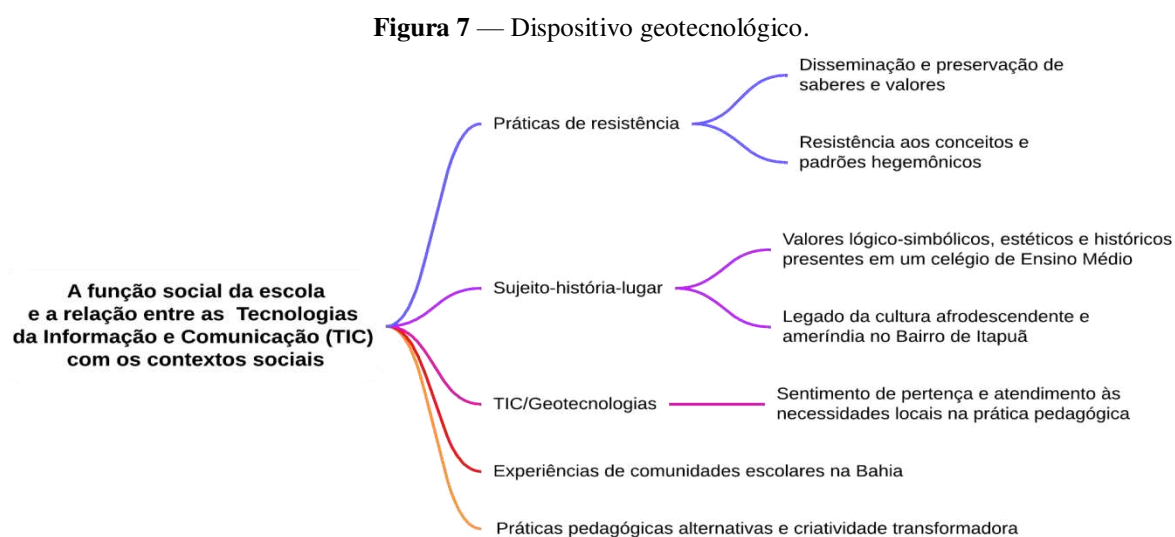 Figura 7 — Dispositivo geotecnológico.
Disseminação e preservação de
saberes e valores
Práticas de resistência
Resistência aos conceitos e
padrões hegemônicos
Valores lógico-simbólicos, estéticos e históricos
presentes em um celégio de Ensino Médio
A função social da escola
e a relação entre as Tecnologias
da Informação e Comunicação (TIC)
com os contextos sociais
Sujeito-história-lugar
Legado da cultura afrodescendente e
ameríndia no Bairro de Itapuã
TIC/Geotecnologias
Sentimento de pertença e atendimento às
necessidades locais na prática pedagógica
Experiências de comunidades escolares na Bahia
Práticas pedagógicas alternativas e criatividade transformadora